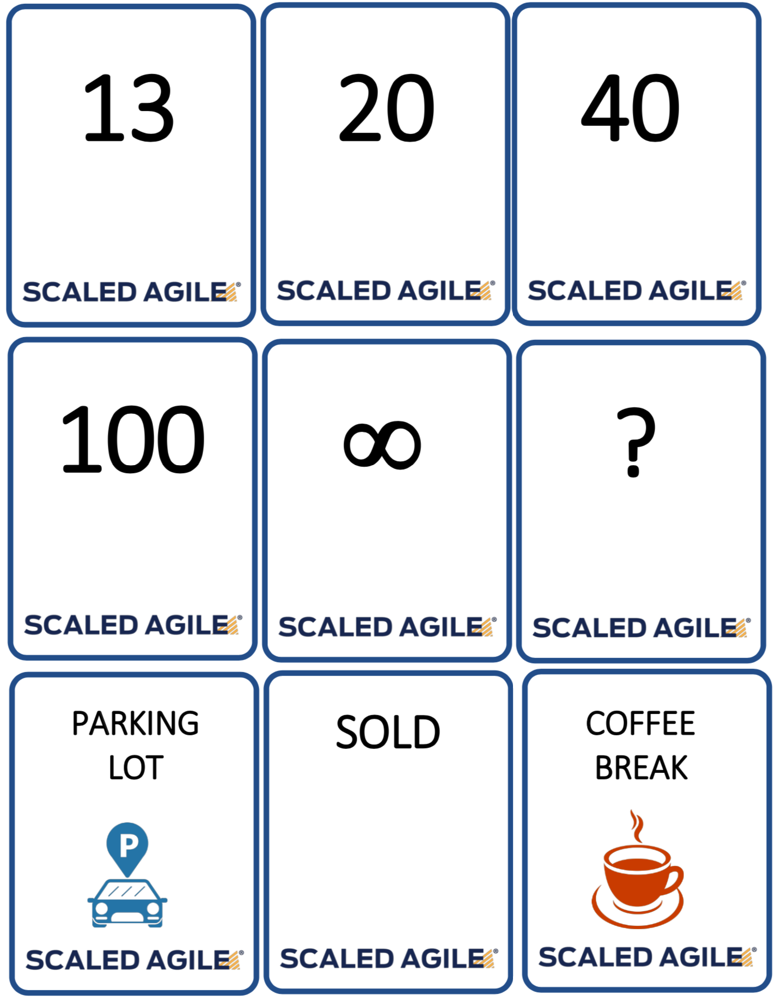 13
SCALED AGILE®
20
SCALED AGILE®
40
SCALED AGILE®
100
SCALED AGILE®
∞
SCALED AGILE®
?
SCALED AGILE®
PARKING
LOT
P
SCALED AGILE®
SOLD
SCALED AGILE®
COFFEE
BREAK
SCALED AGILE®